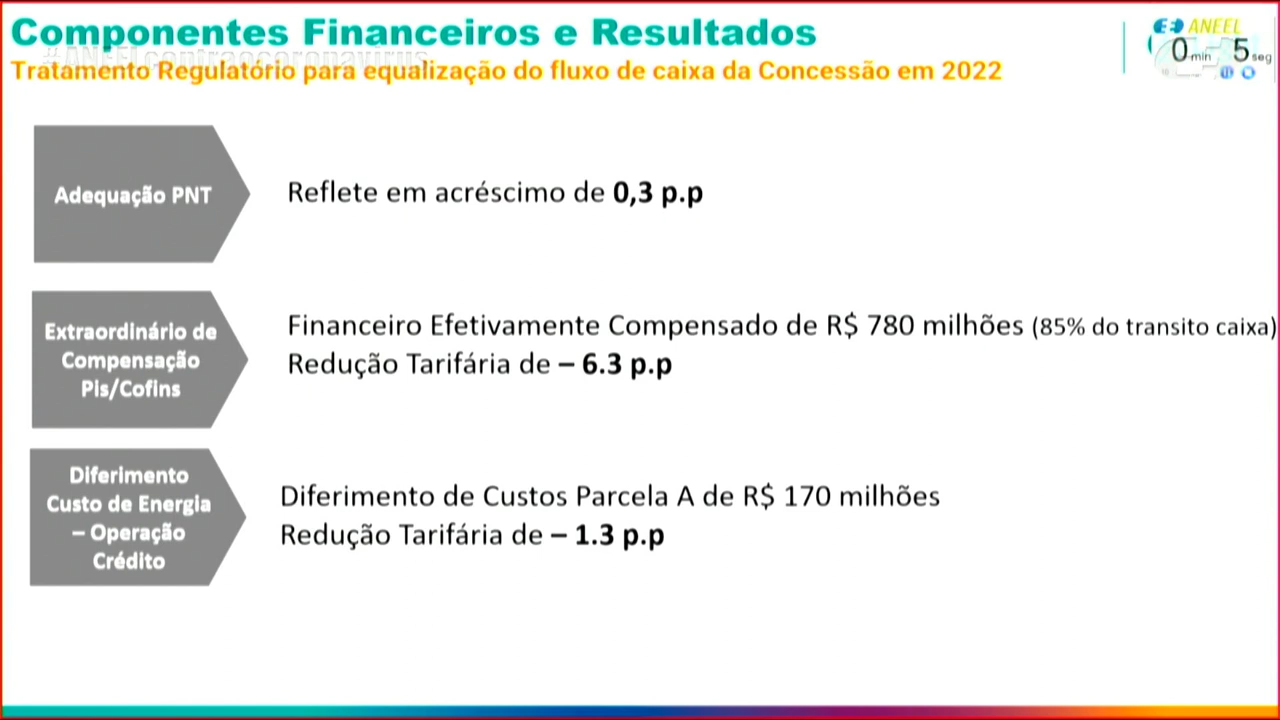 Componentes Financeiros e Resultados
#ANEELcontraocoronavírus
Tratamento Regulatório para equalização do fluxo de caixa da Concessão em 2022
ANEEL
0 min 5 seg
Adequação PNT
Reflete em acréscimo de 0,3 p.p
Extraordinário de
Compensação
Pis/Cofins
Financeiro Efetivamente Compensado de R$ 780 milhões (85% do transito caixa)
Redução Tarifária de – 6.3 p.p
Diferimento
Custo de Energia
– Operação
Crédito
Diferimento de Custos Parcela A de R$ 170 milhões
Redução Tarifária de – 1.3 p.p